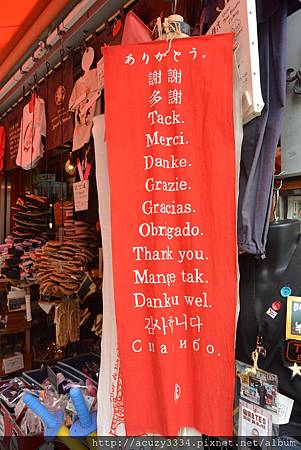 ありがとう。
謝謝
多謝
Tack.
Merci.
Danke.
Grazie.
Gracias.
Obrigado.
Thank you.
Mange tak.
Danku wel.
감사합니다
Спасибо.
http://acuzy3334.pixnet.net/blog